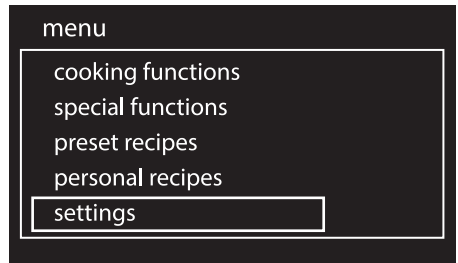 menu
cooking functions
special functions
preset recipes
personal recipes
settings